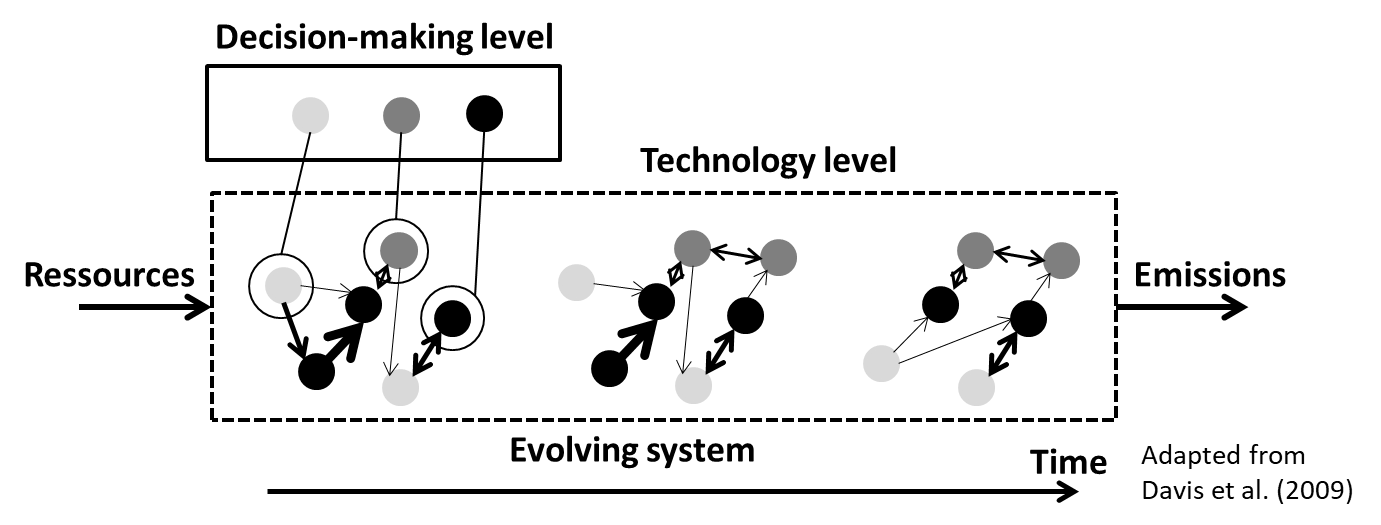 Decision-making level
Technology level
Ressources
Emissions
Evolving system
Time
Adapted from
Davis et al. (2009)